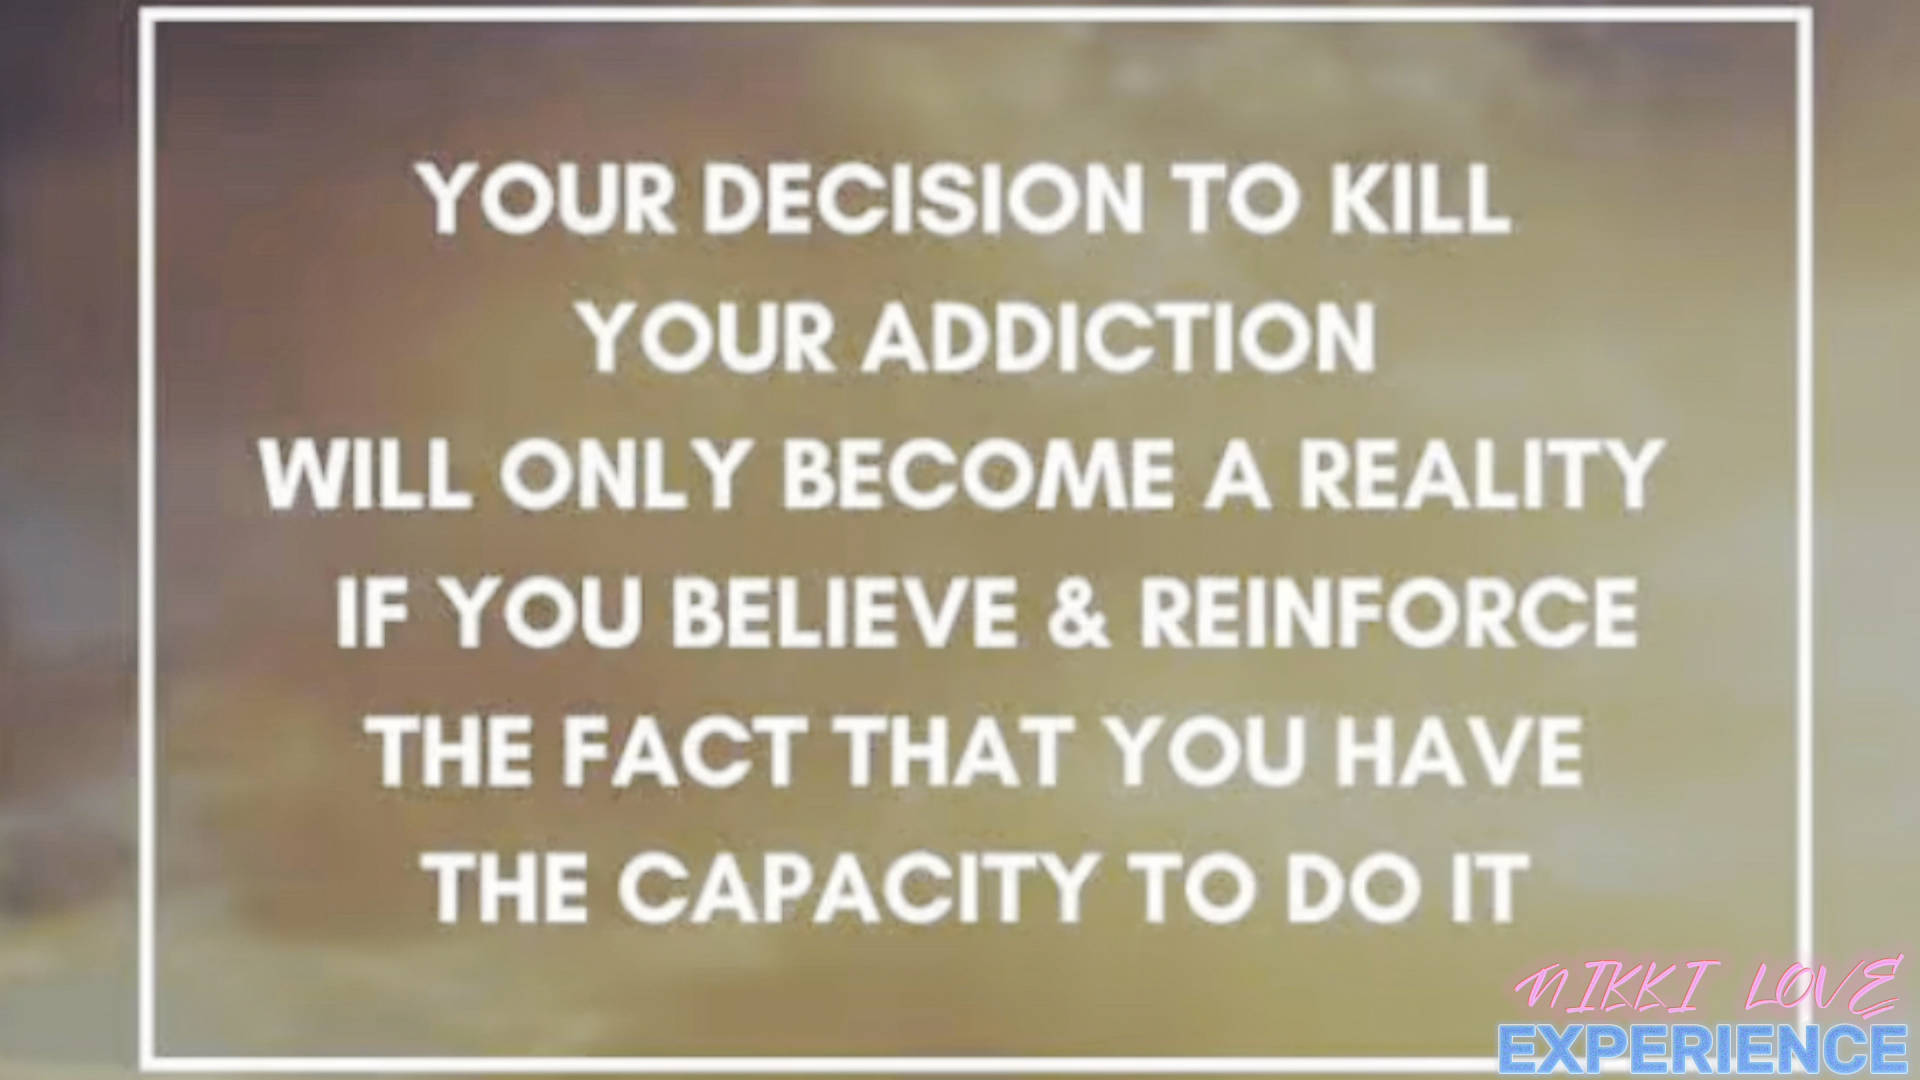 YOUR DECISION TO KILL
YOUR ADDICTION
WILL ONLY BECOME A REALITY
IF YOU BELIEVE & REINFORCE
THE FACT THAT YOU HAVE
THE CAPACITY TO DO IT
NIKKI LOVE
EXPERIENCE